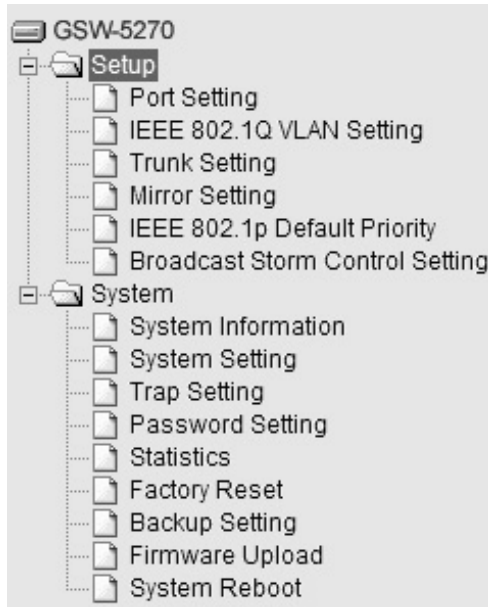 GSW-5270
Setup
Port Setting
IEEE 802.1Q VLAN Setting
Trunk Setting
Mirror Setting
IEEE 802.1p Default Priority
Broadcast Storm Control Setting
System
System Information
System Setting
Trap Setting
Password Setting
Statistics
Factory Reset
Backup Setting
Firmware Upload
System Reboot